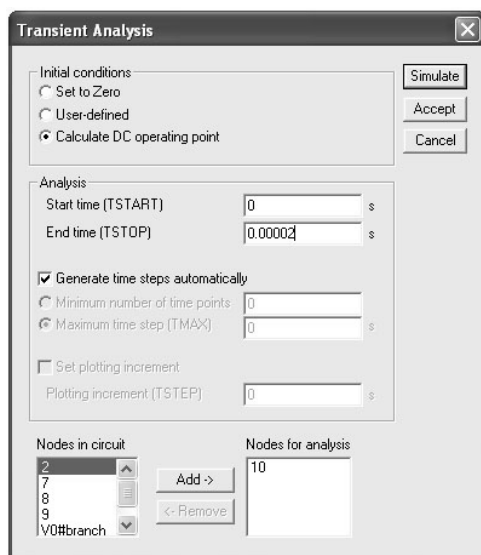 Transient Analysis
Initial conditions
Set to Zero
User-defined
Calculate DC operating point
Simulate
Accept
Cancel
Analysis
Start time (TSTART) 0 s
End time (TSTOP) 0.00002 s
Generate time steps automatically
Minimum number of time points 0
Maximum time step (TMAX) 0 s
Set plotting increment
Plotting increment (TSTEP) 0 s
Nodes in circuit
2
7
8
9
V0#branch
Add ->
<- Remove
Nodes for analysis
10